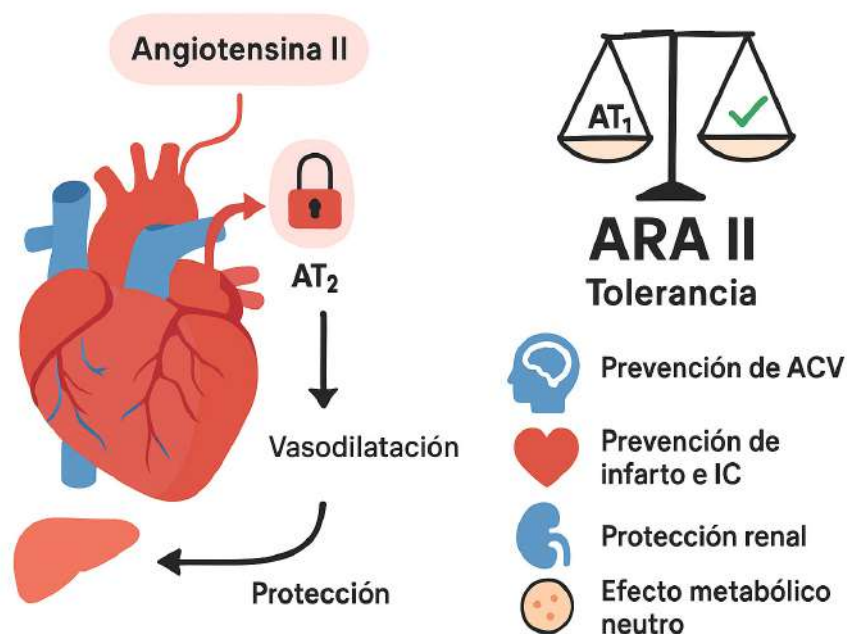 Angiotensina II
AT₂
Vasodilatación
Protección
AT₁
ARA II
Tolerancia
Prevención de ACV
Prevención de
infarto e IC
Protección renal
Efecto metabólico
neutro